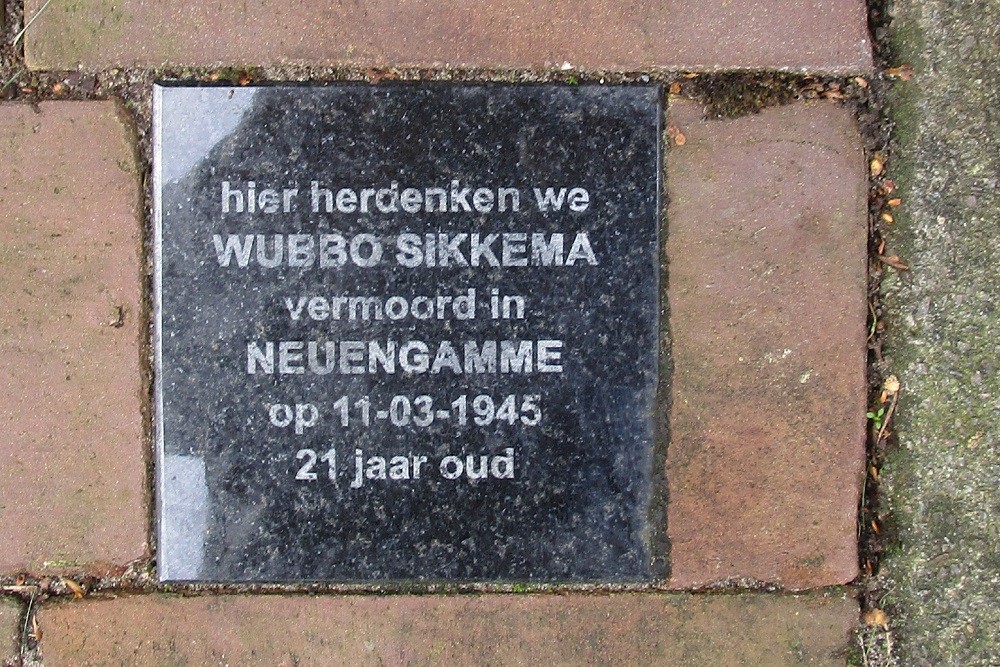 hier herdenken we
WUBBO SIKKEMA
vermoord in
NEUENGAMME
op 11-03-1945
21 jaar oud